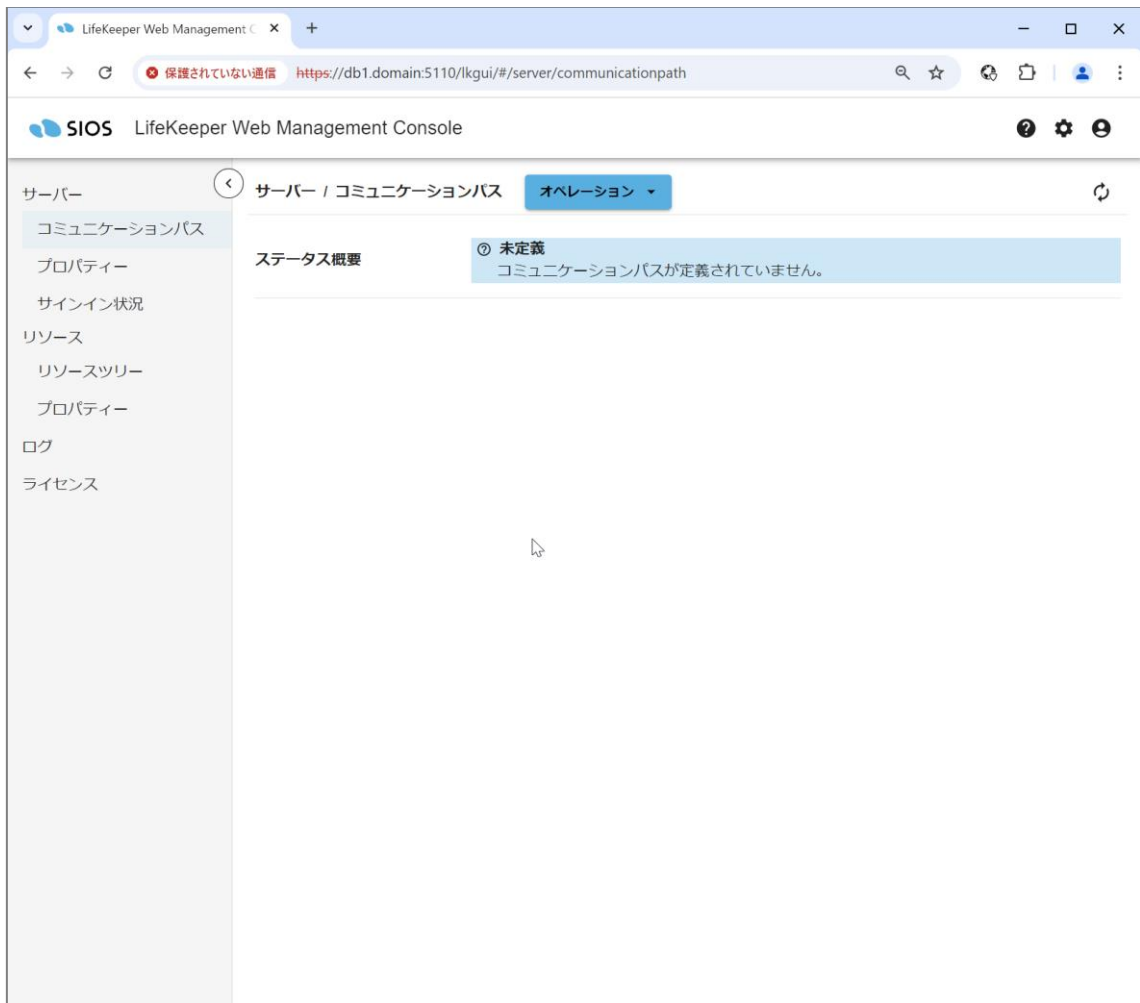 LifeKeeper Web Management C
保護されていない通信 https://db1.domain:5110/lkgui/#/server/communicationpath
SIOS LifeKeeper Web Management Console
サーバー
コミュニケーションパス
プロパティー
サインイン状況
リソース
リソースツリー
プロパティー
ログ
ライセンス
サーバー / コミュニケーションパス オペレーション
ステータス概要
未定義
コミュニケーションパスが定義されていません。